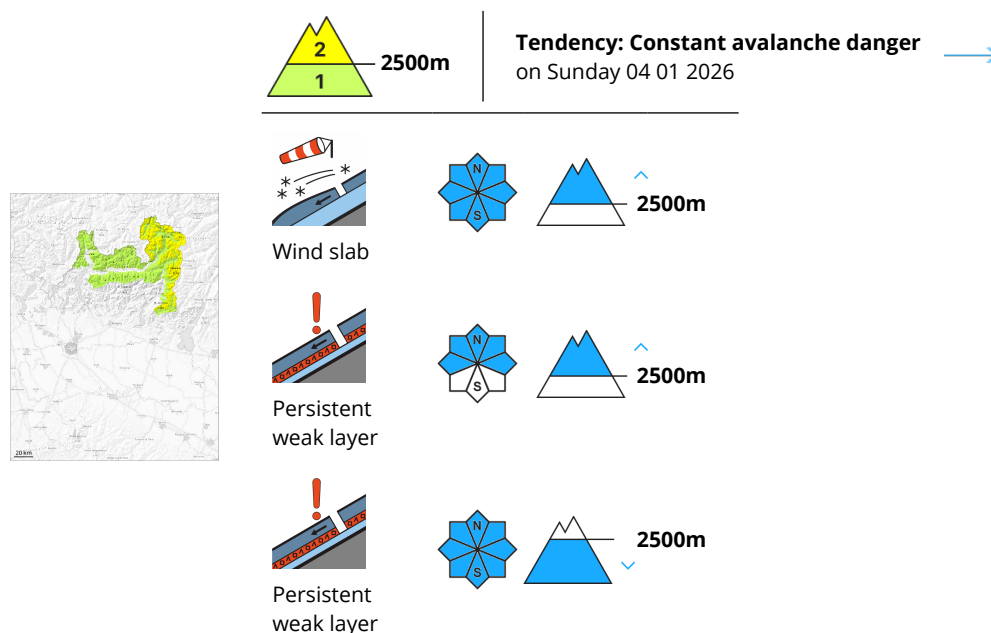 2
2500m
1
Tendency: Constant avalanche danger
on Sunday 04 01 2026
N
S
2500m
Wind slab
N
S
2500m
Persistent
weak layer
20 km
N
S
2500m
Persistent
weak layer